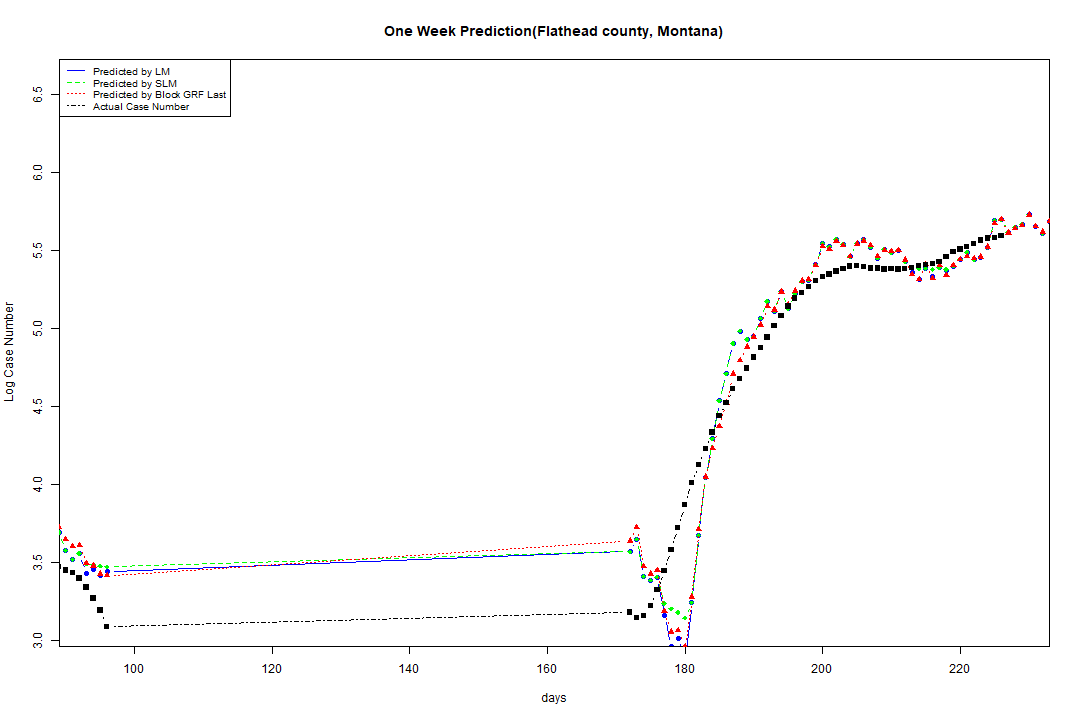 One Week Prediction(Flathead county, Montana)
Predicted by LM
Predicted by SLM
Predicted by Block GRF Last
Actual Case Number
6.5
6.0
5.5
5.0
4.5
4.0
3.5
3.0
Log Case Number
100 120 140 160 180 200 220
days